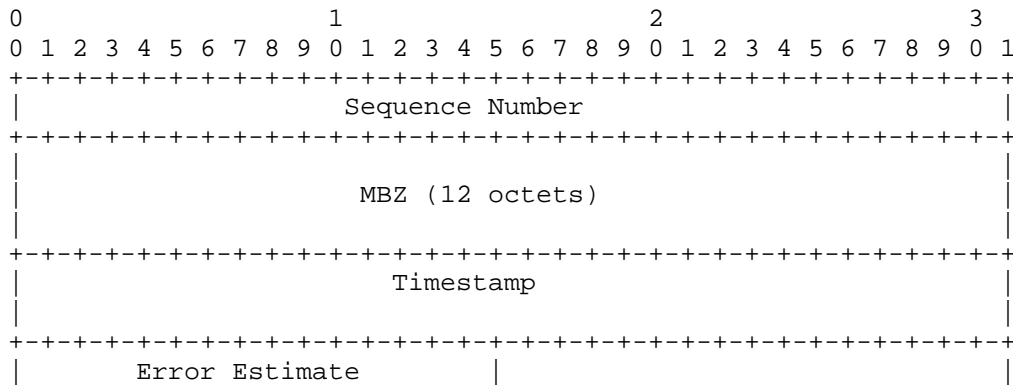 0                   1                   2                   3
0 1 2 3 4 5 6 7 8 9 0 1 2 3 4 5 6 7 8 9 0 1 2 3 4 5 6 7 8 9 0 1
+-+-+-+-+-+-+-+-+-+-+-+-+-+-+-+-+-+-+-+-+-+-+-+-+-+-+-+-+-+-+-+
|                    Sequence Number                          |
+-+-+-+-+-+-+-+-+-+-+-+-+-+-+-+-+-+-+-+-+-+-+-+-+-+-+-+-+-+-+-+
|                                                             |
|                     MBZ (12 octets)                         |
|                                                             |
+-+-+-+-+-+-+-+-+-+-+-+-+-+-+-+-+-+-+-+-+-+-+-+-+-+-+-+-+-+-+-+
|                       Timestamp                             |
|                                                             |
+-+-+-+-+-+-+-+-+-+-+-+-+-+-+-+-+-+-+-+-+-+-+-+-+-+-+-+-+-+-+-+
|       Error Estimate        |                               |